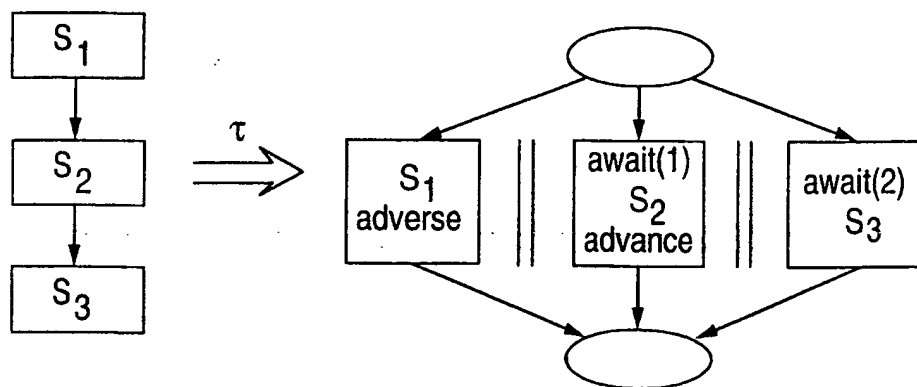 S1
S2
S3
τ
S1
adverse
||
await(1)
S2
advance
||
await(2)
S3